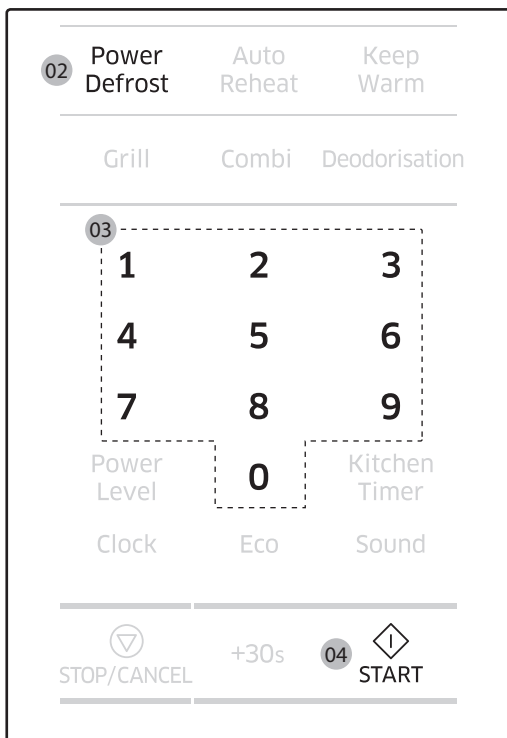 02
Power Auto Keep
Defrost Reheat Warm
Grill Combi Deodorisation
03
1 2 3
4 5 6
7 8 9
Power Kitchen
Level 0 Timer
Clock Eco Sound
+30s 04
STOP/CANCEL START